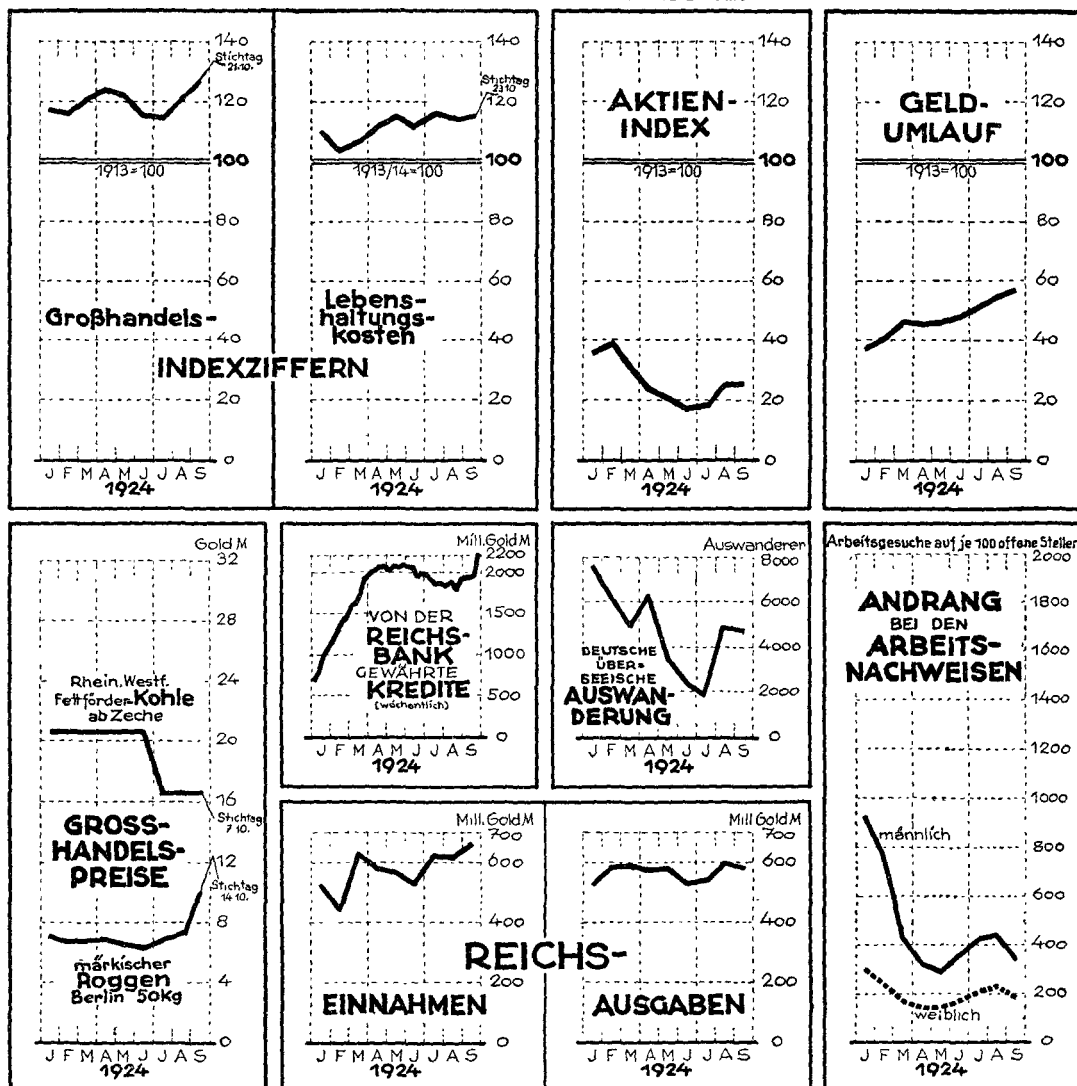 140
120
100
80
60
40
20
0
Stichtag
21.10.
1913=100
Großhandels-
J F M A M J J A S
1924
140
120
100
80
60
40
20
0
Stichtag
23.10.
1913/14=100
Lebens-
haltungs-
kosten
INDEXZIFFERN
J F M A M J J A S
1924
140
120
100
80
60
40
20
0
AKTIEN-
INDEX
1913=100
J F M A M J J A S
1924
140
120
100
80
60
40
20
0
GELD-
UMLAUF
1913=100
J F M A M J J A S
1924
Gold M
32
28
24
20
16
12
8
4
0
Rhein. Westf.
Fettförder-Kohle
ab Zeche
Stichtag
7.10.
GROSS-
HANDELS-
PREISE
Stichtag
14.10.
märkischer
Roggen
Berlin 50Kg
J F M A M J J A S
1924
Mill. Gold M
2200
2000
1500
1000
500
0
VON DER
REICHS-
BANK
GEWÄHRTE
KREDITE
(wöchentlich)
J F M A M J J A S
1924
Auswanderer
8000
6000
4000
2000
0
DEUTSCHE
ÜBER-
SEEISCHE
AUSWAN-
DERUNG
J F M A M J J A S
1924
Arbeitsgesuche auf je 100 offene Stellen
2000
1800
1600
1400
1200
1000
800
600
400
200
0
ANDRANG
BEI DEN
ARBEITS-
NACHWEISEN
männlich
weiblich
J F M A M J J A S
1924
Mill. Gold M
700
600
400
200
0
EINNAHMEN
J F M A M J J A S
1924
REICHS-
Mill Gold M
700
600
400
200
0
AUSGABEN
J F M A M J J A S
1924